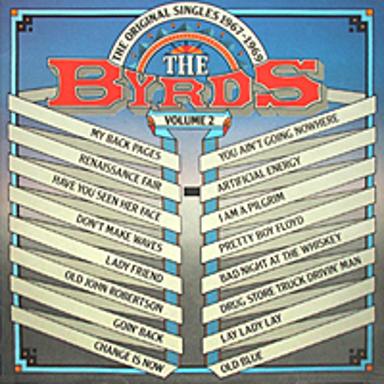 THE ORIGINAL SINGLES 1967-1969
THE
BYRDS
VOLUME 2
MY BACK PAGES
RENAISSANCE FAIR
HAVE YOU SEEN HER FACE
DON'T MAKE WAVES
LADY FRIEND
OLD JOHN ROBERTSON
GOIN' BACK
CHANGE IS NOW
YOU AIN'T GOING NOWHERE
ARTIFICIAL ENERGY
I AM A PILGRIM
PRETTY BOY FLOYD
BAD NIGHT AT THE WHISKEY
DRUG STORE TRUCK DRIVIN' MAN
LAY LADY LAY
OLD BLUE